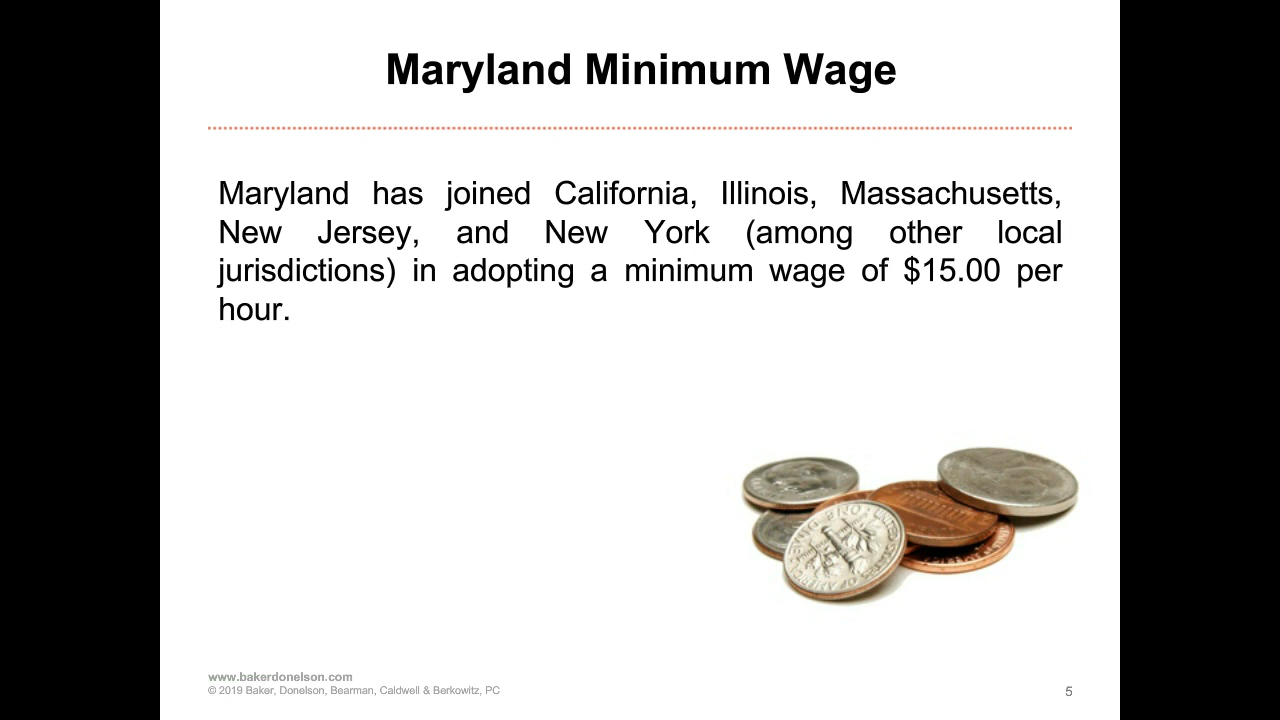 Maryland Minimum Wage
Maryland has joined California, Illinois, Massachusetts,
New Jersey, and New York (among other local
jurisdictions) in adopting a minimum wage of $15.00 per
hour.
www.bakerdonelson.com
© 2019 Baker, Donelson, Bearman, Caldwell & Berkowitz, PC
5